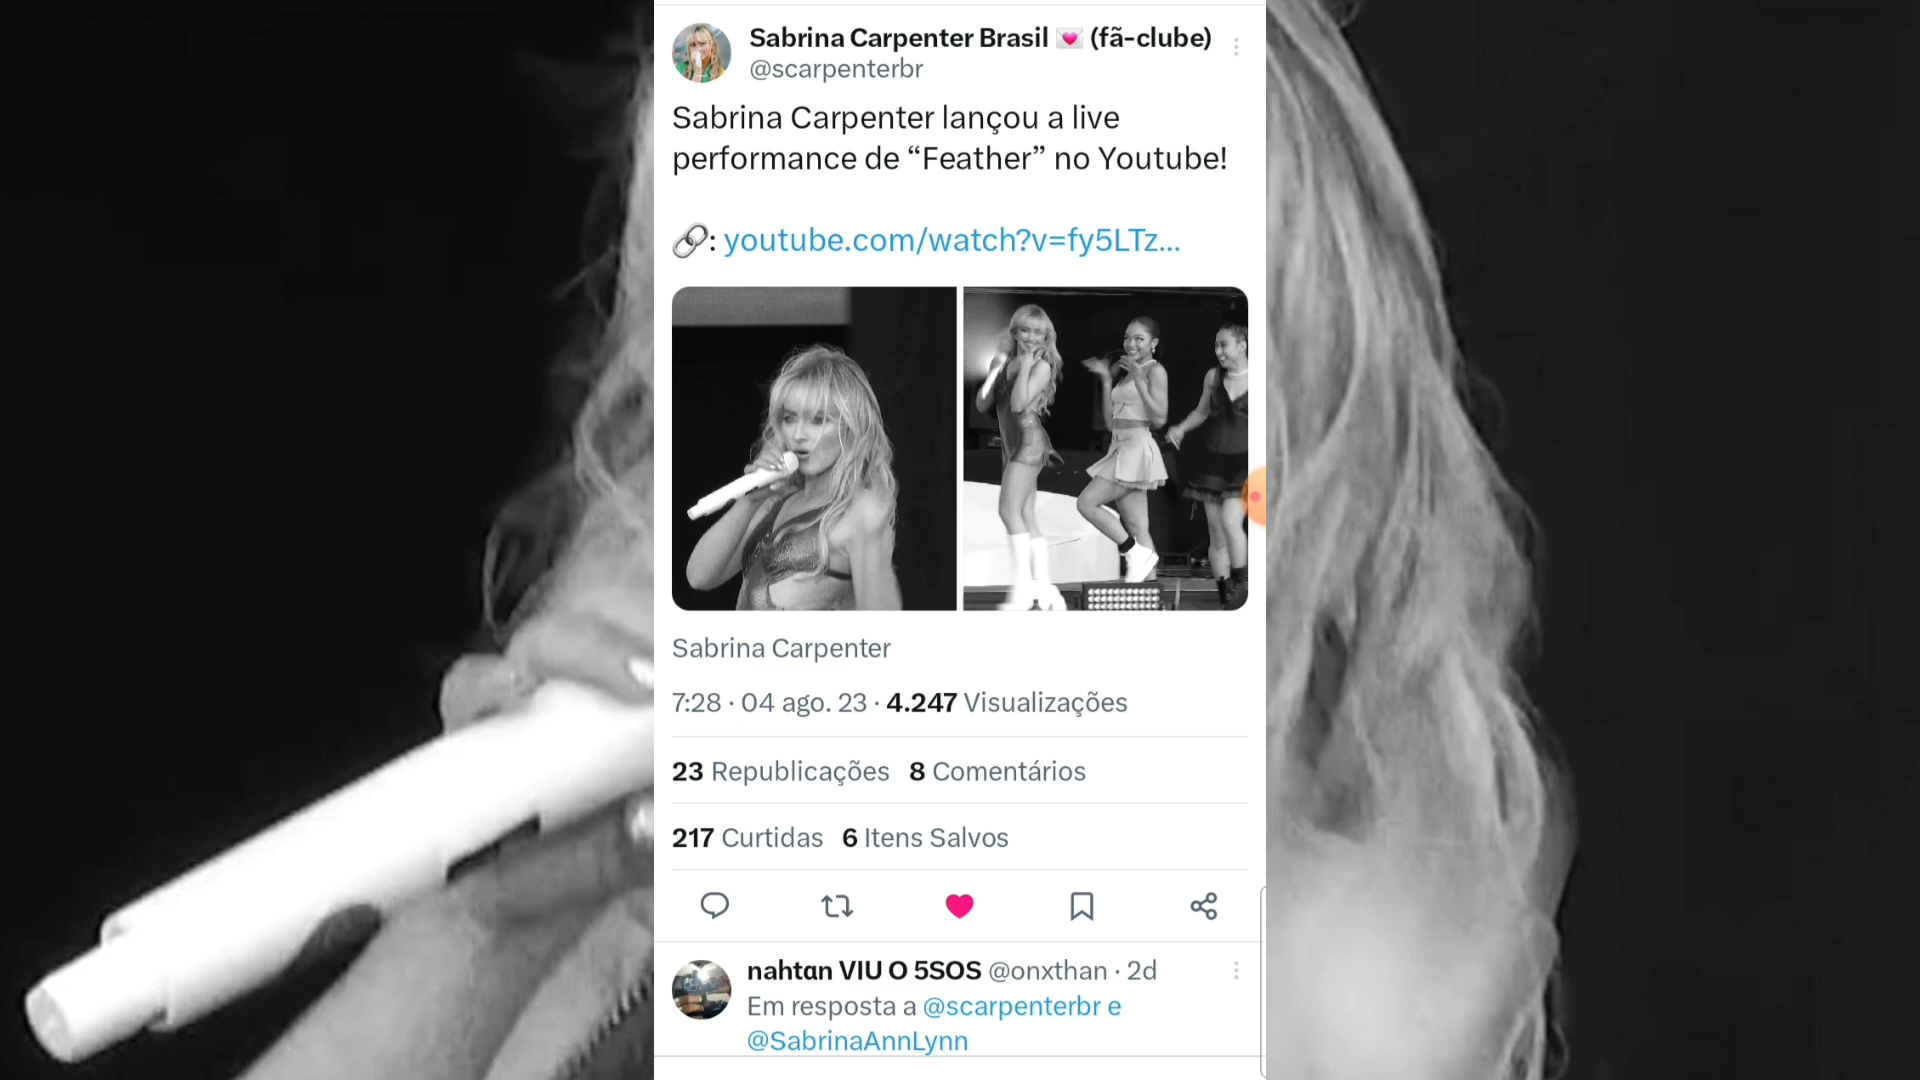 Sabrina Carpenter Brasil 💌 (fã-clube)
@scarpenterbr
Sabrina Carpenter lançou a live
performance de “Feather” no Youtube!
🔗: youtube.com/watch?v=fy5LTz...
Sabrina Carpenter
7:28 · 04 ago. 23 · 4.247 Visualizações
23 Republicações 8 Comentários
217 Curtidas 6 Itens Salvos
nahtan VIU O 5SOS @onxthan · 2d
Em resposta a @scarpenterbr e
@SabrinaAnnLynn